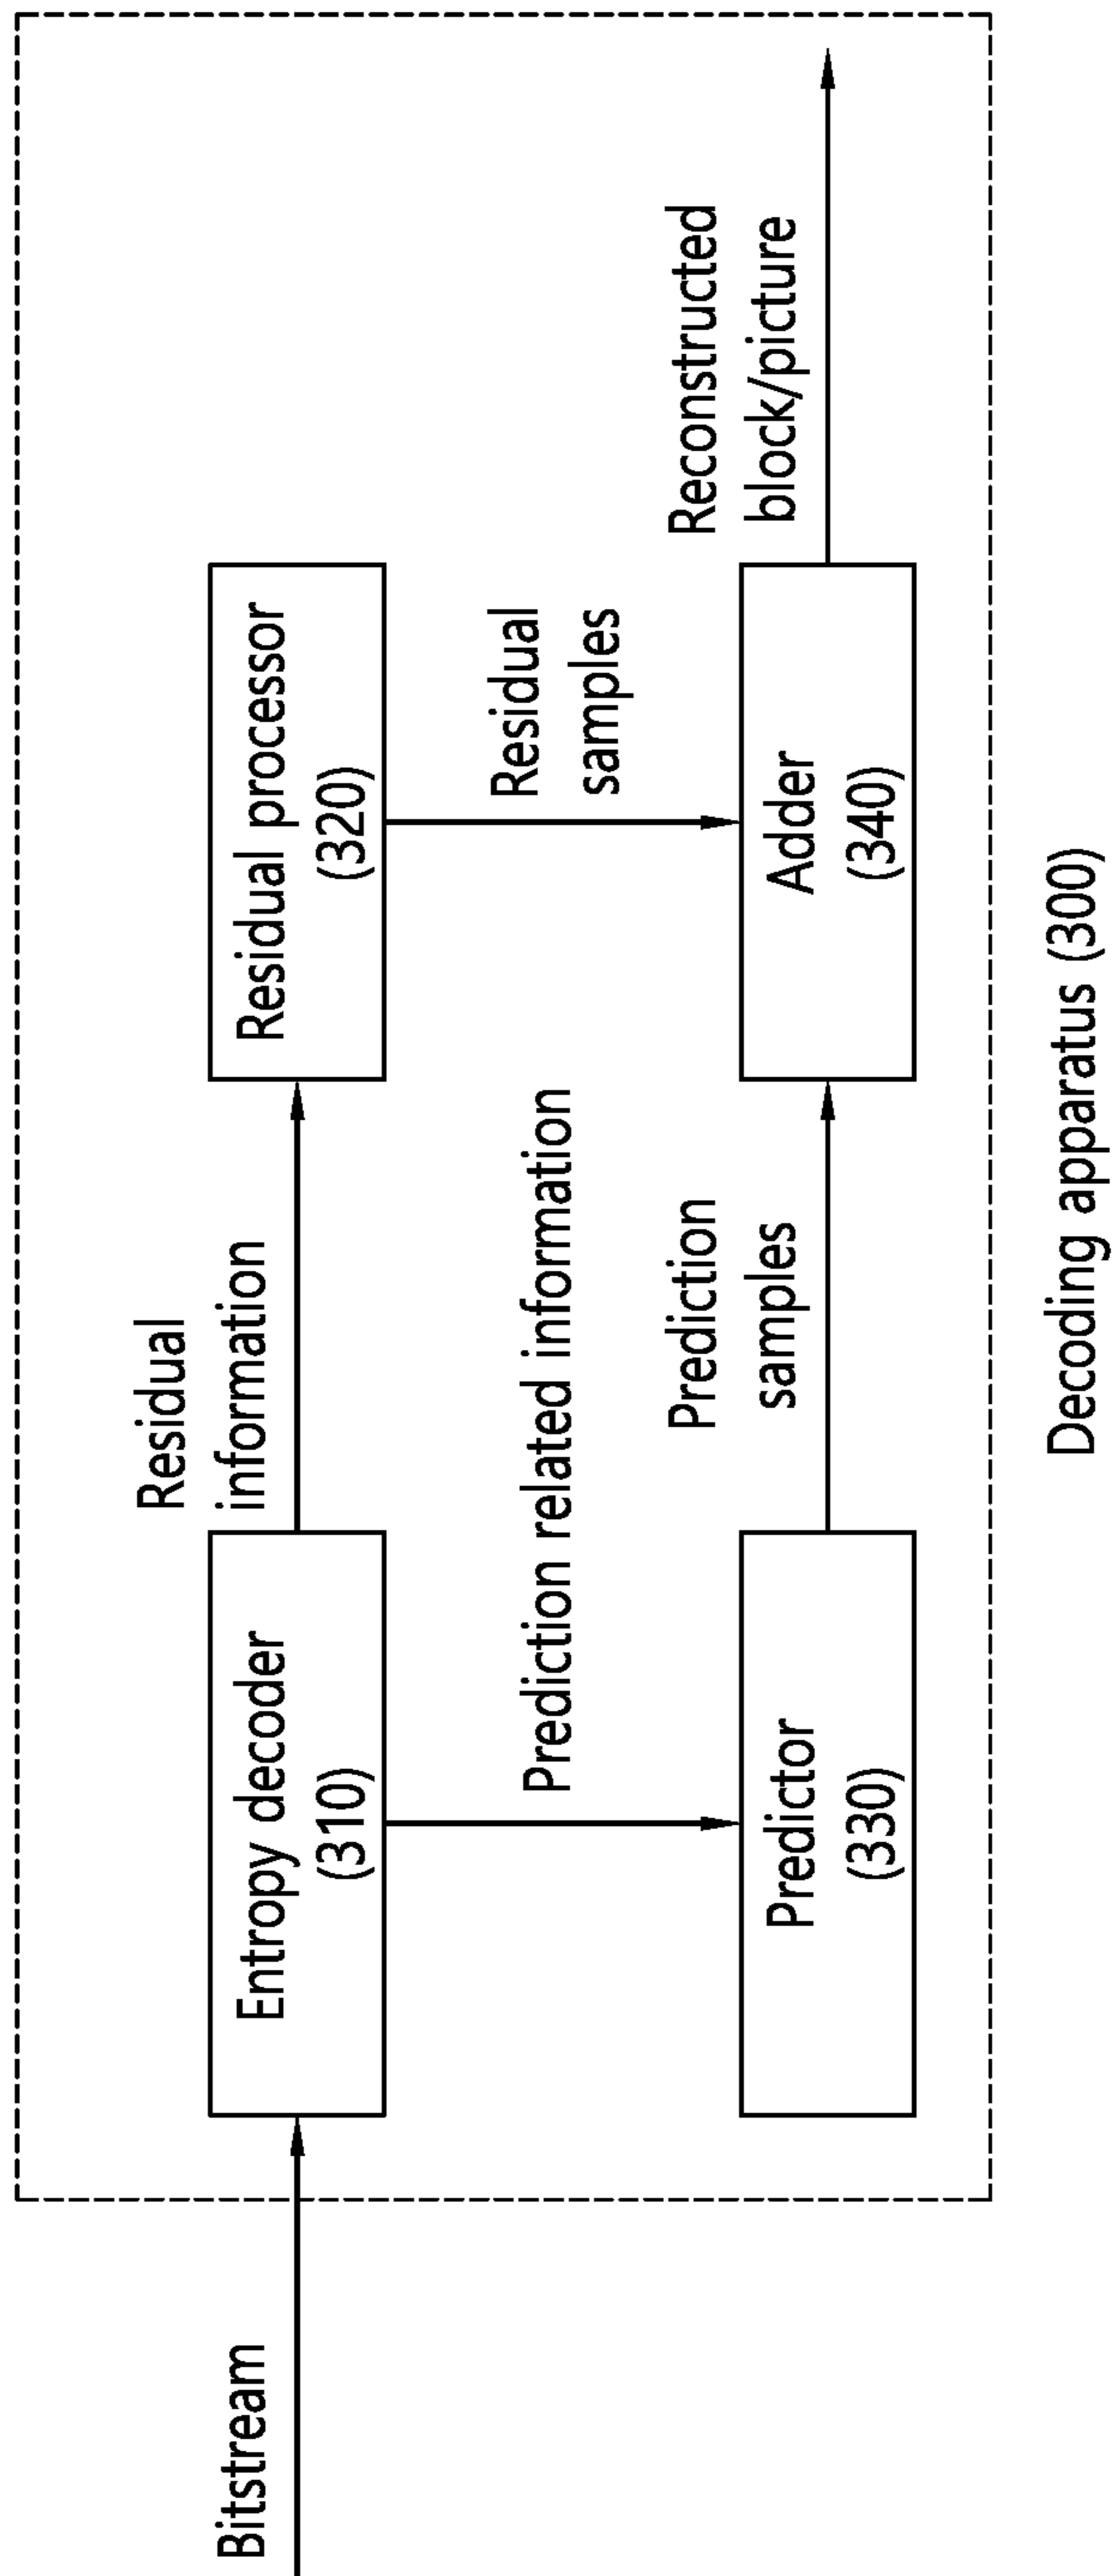 Bitstream
Entropy decoder
(310)
Residual
information
Residual processor
(320)
Prediction related information
Residual
samples
Predictor
(330)
Prediction
samples
Adder
(340)
Reconstructed
block/picture
Decoding apparatus (300)